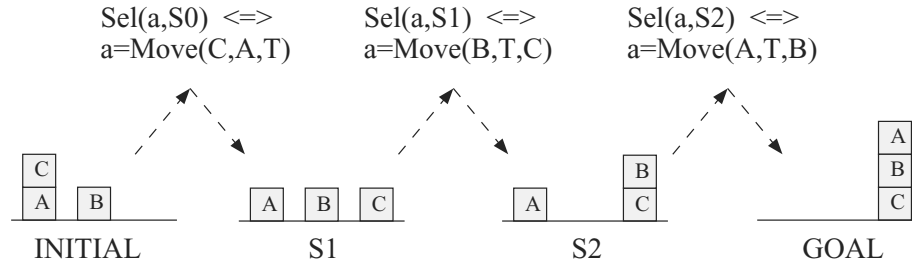 Sel(a,S0) <=>
a=Move(C,A,T)
Sel(a,S1) <=>
a=Move(B,T,C)
Sel(a,S2) <=>
a=Move(A,T,B)
C
A
B
A
B
C
A
B
C
A
B
C
INITIAL
S1
S2
GOAL